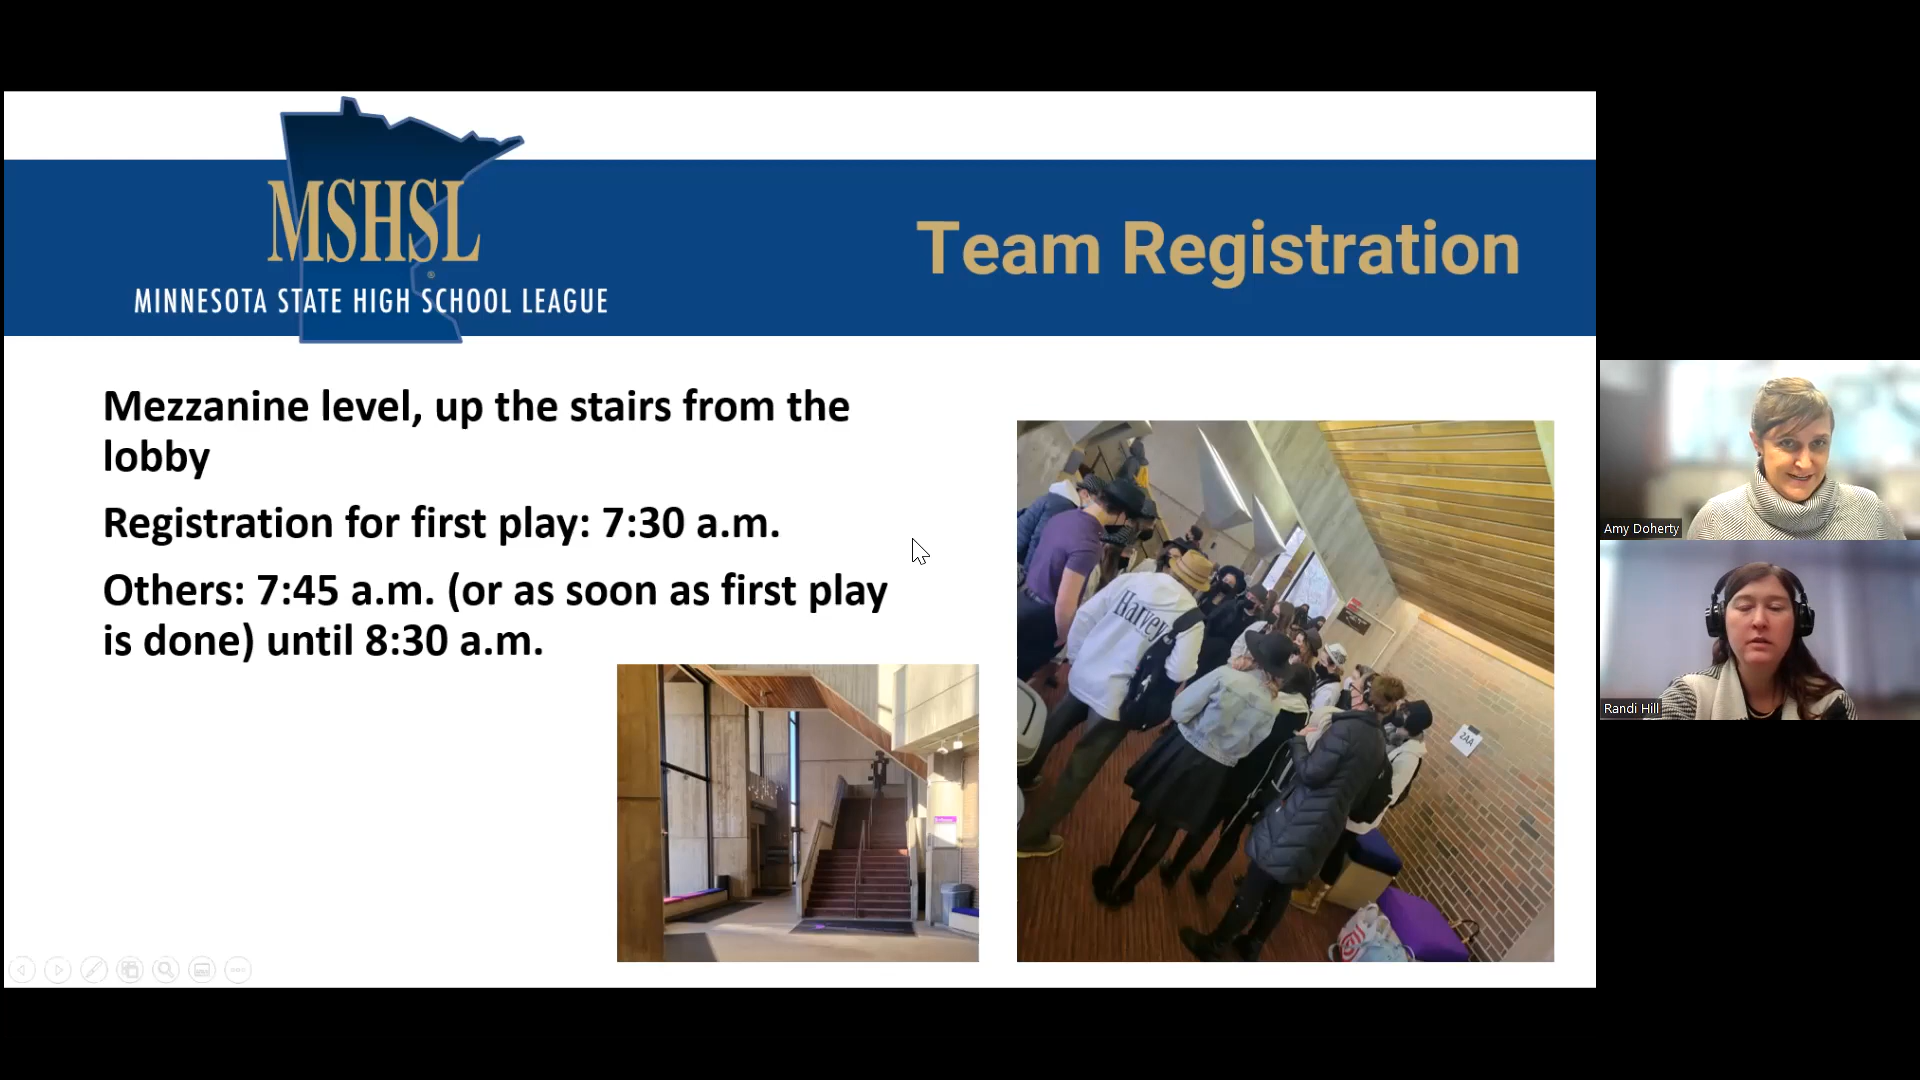 MSHSL
®
MINNESOTA STATE HIGH SCHOOL LEAGUE
Team Registration
Mezzanine level, up the stairs from the
lobby
Registration for first play: 7:30 a.m.
Others: 7:45 a.m. (or as soon as first play
is done) until 8:30 a.m.
Harvey
2AA
Amy Doherty
Randi Hill